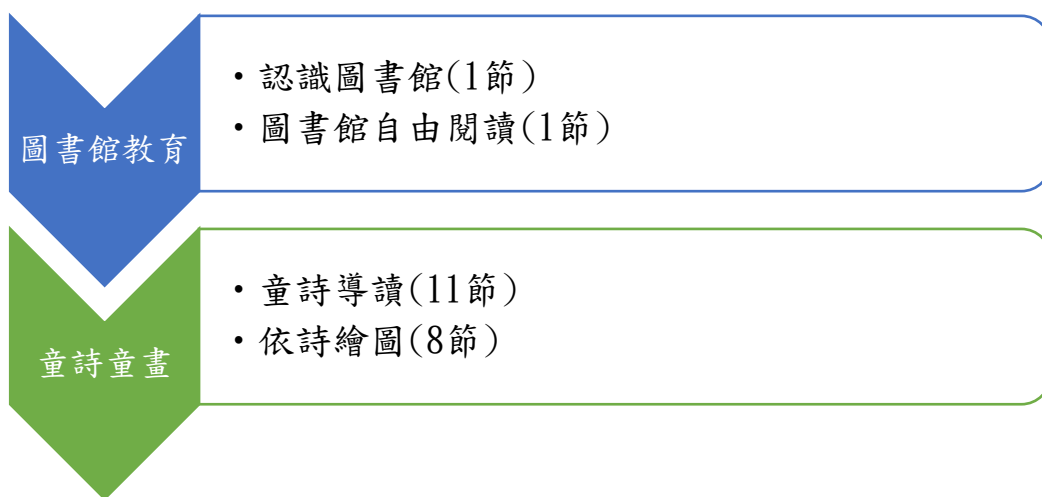 圖書館教育
・認識圖書館(1節)
・圖書館自由閱讀(1節)
童詩童畫
・童詩導讀(11節)
・依詩繪圖(8節)